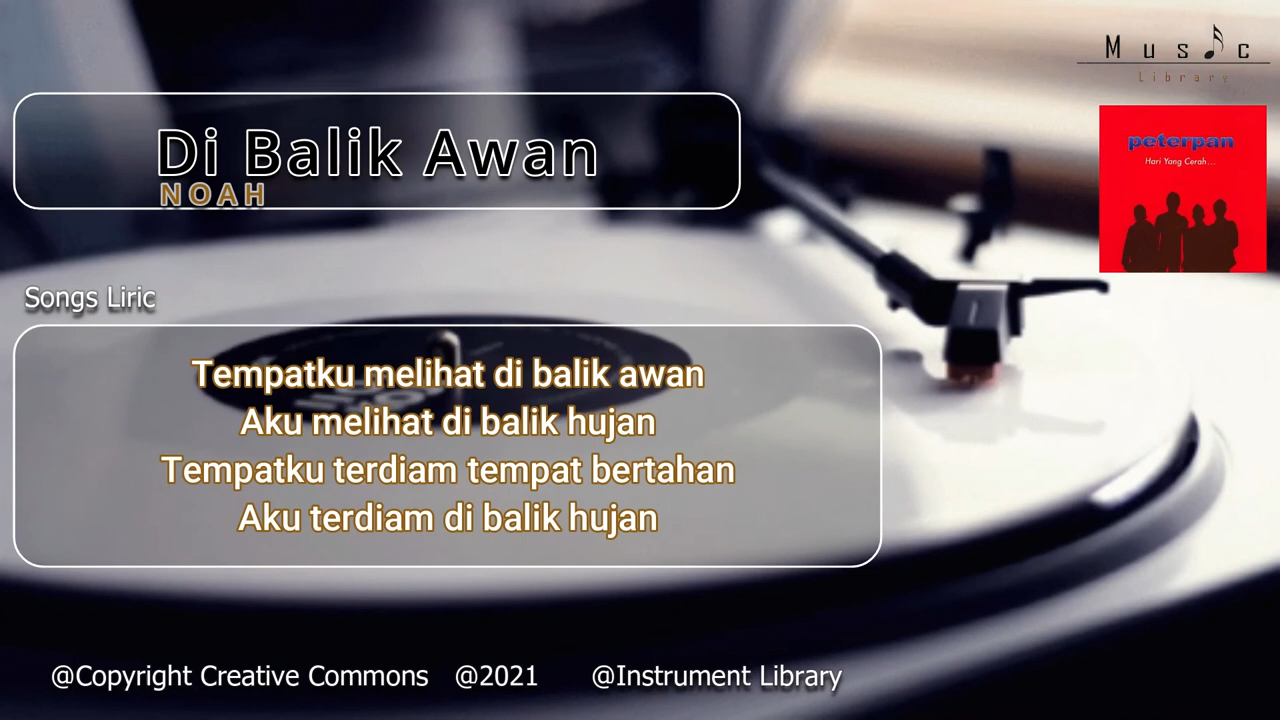 Music
Library
Di Balik Awan
NOAH
peterpan
Hari Yang Cerah...
Songs Liric
Tempatku melihat di balik awan
Aku melihat di balik hujan
Tempatku terdiam tempat bertahan
Aku terdiam di balik hujan
@Copyright Creative Commons @2021 @Instrument Library